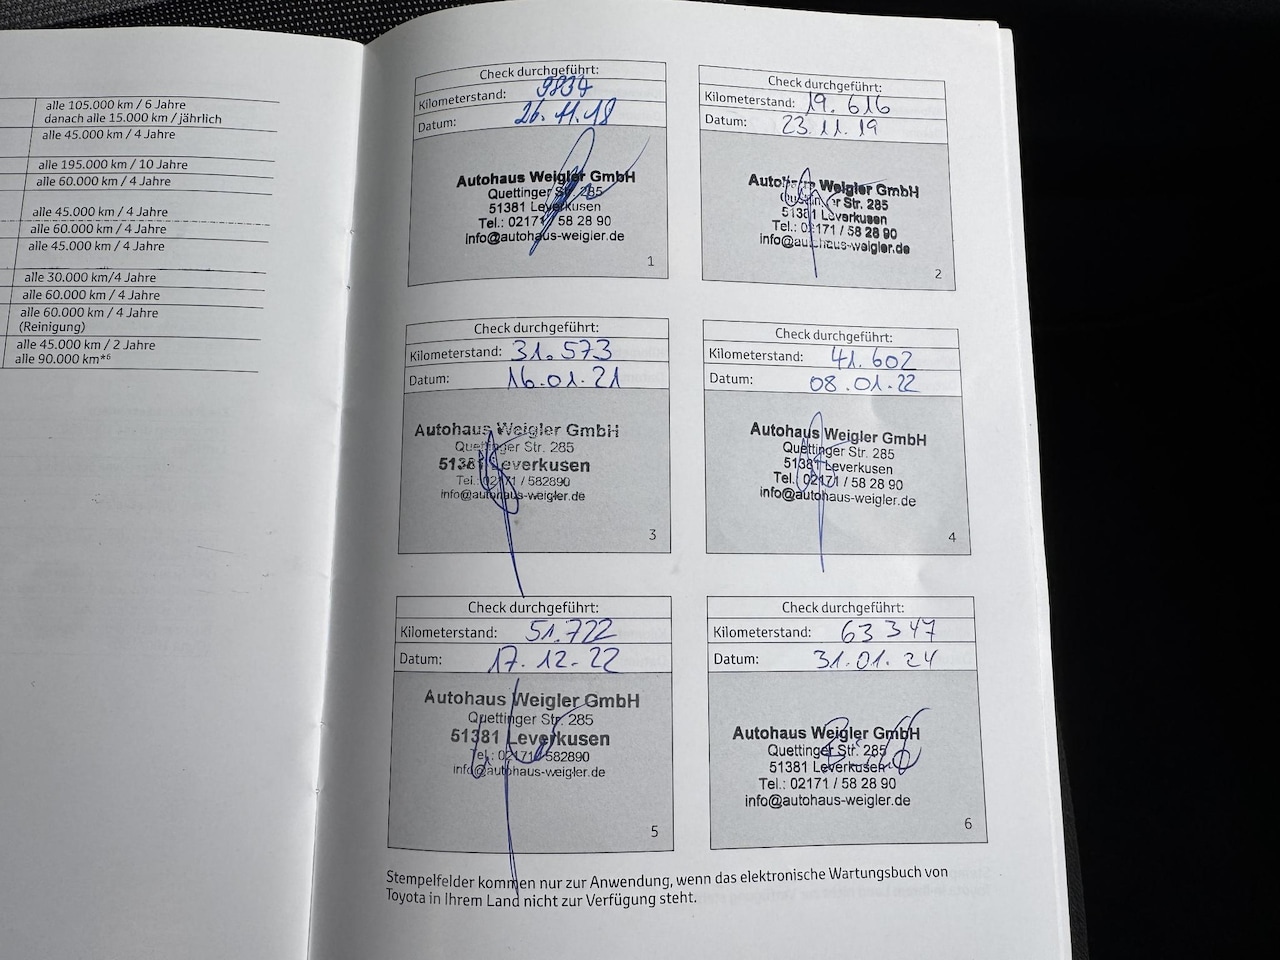 alle 105.000 km / 6 Jahre
danach alle 15.000 km / jährlich
alle 45.000 km / 4 Jahre
alle 195.000 km / 10 Jahre
alle 60.000 km / 4 Jahre
alle 45.000 km / 4 Jahre
alle 60.000 km / 4 Jahre
alle 45.000 km / 4 Jahre
alle 30.000 km/4 Jahre
alle 60.000 km / 4 Jahre
alle 60.000 km / 4 Jahre
(Reinigung)
alle 45.000 km / 2 Jahre
alle 90.000 km*⁶
Check durchgeführt:
Kilometerstand: 9834
Datum: 26.11.18
Autohaus Weigler GmbH
Quettinger Str. 285
51381 Leverkusen
Tel.: 02171 / 58 28 90
info@autohaus-weigler.de
1
Check durchgeführt:
Kilometerstand: 19.616
Datum: 23.11.19
Autohaus Weigler GmbH
Quettinger Str. 285
51381 Leverkusen
Tel.: 02171 / 58 28 90
info@autohaus-weigler.de
2
Check durchgeführt:
Kilometerstand: 31.573
Datum: 16.01.21
Autohaus Weigler GmbH
Quettinger Str. 285
51381 Leverkusen
Tel.: 02171 / 582890
info@autohaus-weigler.de
3
Check durchgeführt:
Kilometerstand: 41.602
Datum: 08.01.22
Autohaus Weigler GmbH
Quettinger Str. 285
51381 Leverkusen
Tel.: 02171 / 58 28 90
info@autohaus-weigler.de
4
Check durchgeführt:
Kilometerstand: 51.722
Datum: 17.12.22
Autohaus Weigler GmbH
Quettinger Str. 285
51381 Leverkusen
Tel.: 02171 / 582890
info@autohaus-weigler.de
5
Check durchgeführt:
Kilometerstand: 63 347
Datum: 31.01.24
Autohaus Weigler GmbH
Quettinger Str. 285
51381 Leverkusen
Tel.: 02171 / 58 28 90
info@autohaus-weigler.de
6
Stempelfelder kommen nur zur Anwendung, wenn das elektronische Wartungsbuch von
Toyota in Ihrem Land nicht zur Verfügung steht.